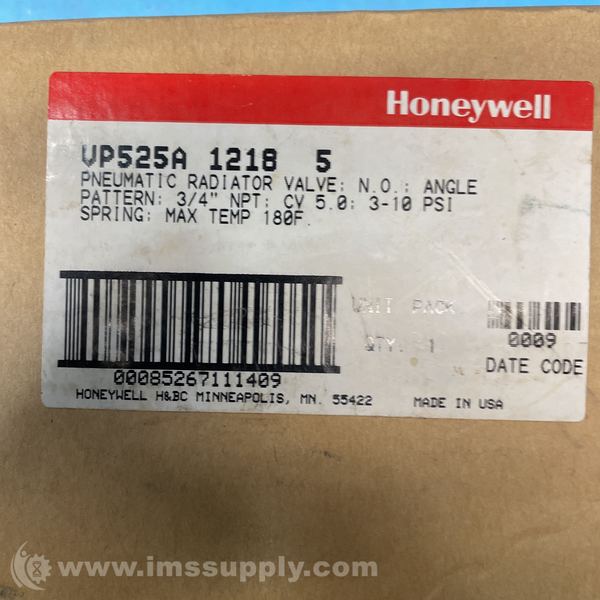 Honeywell
VP525A 1218 5
PNEUMATIC RADIATOR VALVE; N.O.; ANGLE
PATTERN; 3/4" NPT; CV 5.0; 3-10 PSI
SPRING; MAX TEMP 180F.
UNIT PACK
QTY. 1
0009
DATE CODE
00085267111409
HONEYWELL H&BC MINNEAPOLIS, MN. 55422 MADE IN USA
© www.imssupply.com